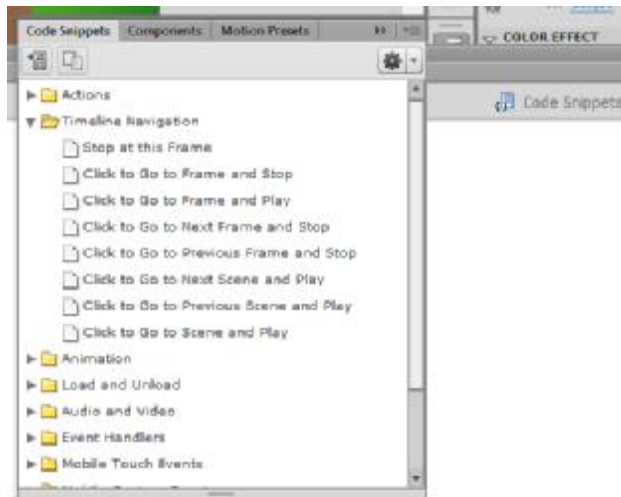 Code Snippets Components Motion Presets
COLOR EFFECT
Code Snippets
Actions
Timeline Navigation
Stop at this Frame
Click to Go to Frame and Stop
Click to Go to Frame and Play
Click to Go to Next Frame and Stop
Click to Go to Previous Frame and Stop
Click to Go to Next Scene and Play
Click to Go to Previous Scene and Play
Click to Go to Scene and Play
Animation
Load and Unload
Audio and Video
Event Handlers
Mobile Touch Events